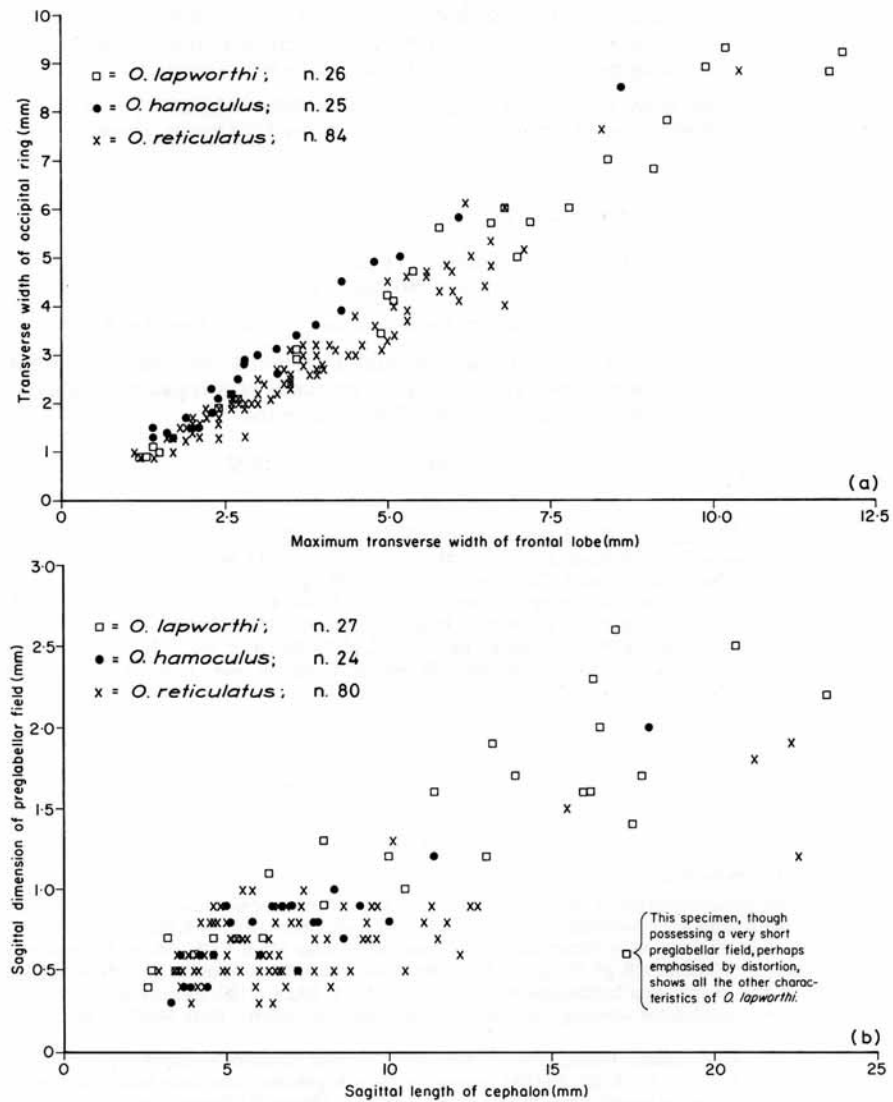 10
9
8
7
6
5
4
3
2
1
0
Transverse width of occipital ring (mm)
□ = O. lapworthi; n. 26
● = O. hamoculus; n. 25
x = O. reticulatus; n. 84
(a)
0 2·5 5·0 7·5 10·0 12·5
Maximum transverse width of frontal lobe (mm)
3·0
2·5
2·0
1·5
1·0
0·5
0
Sagittal dimension of preglabellar field (mm)
□ = O. lapworthi; n. 27
● = O. hamoculus; n. 24
x = O. reticulatus; n. 80
This specimen, though
possessing a very short
preglabellar field, perhaps
emphasised by distortion,
shows all the other charac-
teristics of O. lapworthi.
(b)
0 5 10 15 20 25
Sagittal length of cephalon (mm)